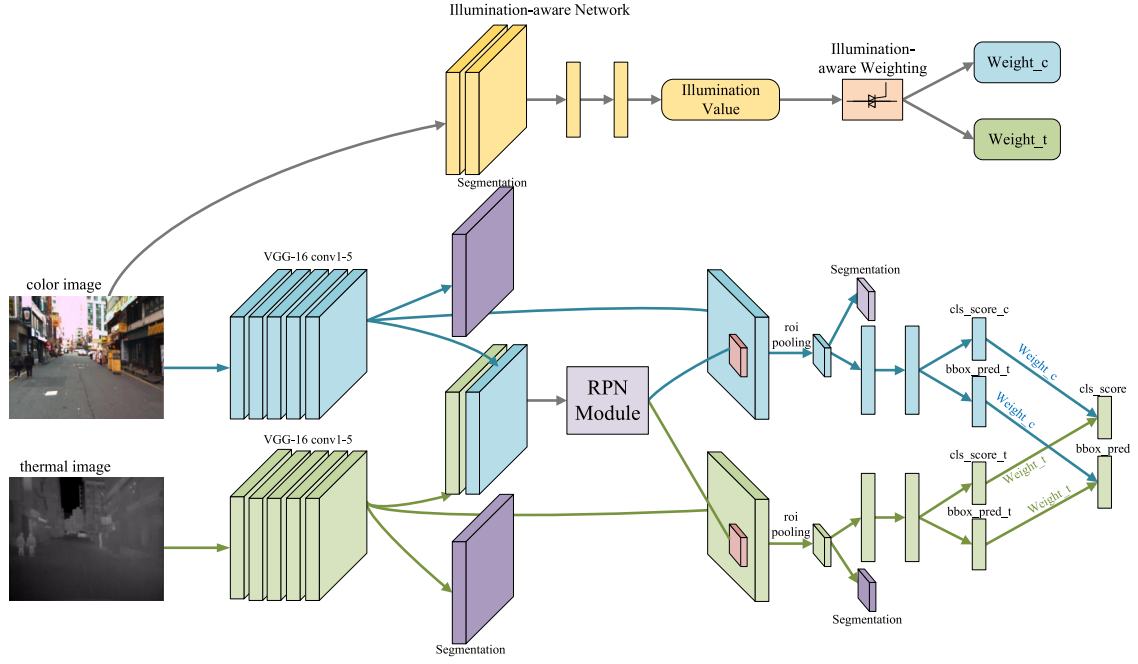 Illumination-aware Network
Illumination-
aware Weighting
Weight_c
Illumination
Value
Weight_t
Segmentation
VGG-16 conv1-5
color image
Segmentation
roi
pooling
cls_score_c
bbox_pred_t
Weight_c
Weight_c
cls_score
RPN
Module
VGG-16 conv1-5
thermal image
bbox_pred
cls_score_t
Weight_t
Weight_t
bbox_pred_t
roi
pooling
Segmentation
Segmentation